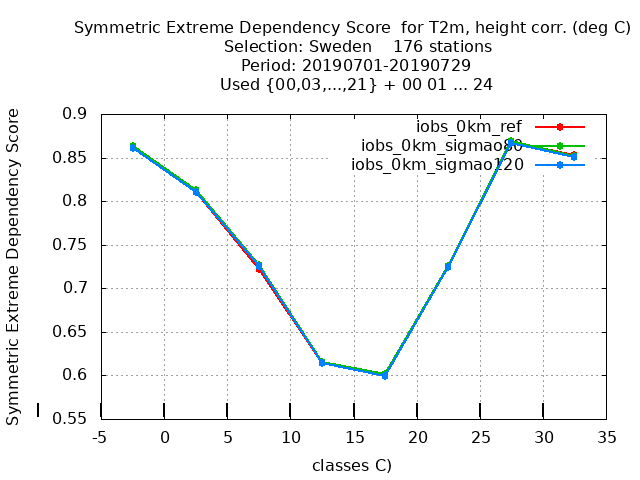 Symmetric Extreme Dependency Score  for T2m, height corr. (deg C)
Selection: Sweden    176 stations
Period: 20190701-20190729
Used {00,03,...,21} + 00 01 ... 24
Symmetric Extreme Dependency Score
0.9
0.85
0.8
0.75
0.7
0.65
0.6
0.55
iobs_0km_ref
iobs_0km_sigmao80
iobs_0km_sigmao120
-5 0 5 10 15 20 25 30 35
classes C)